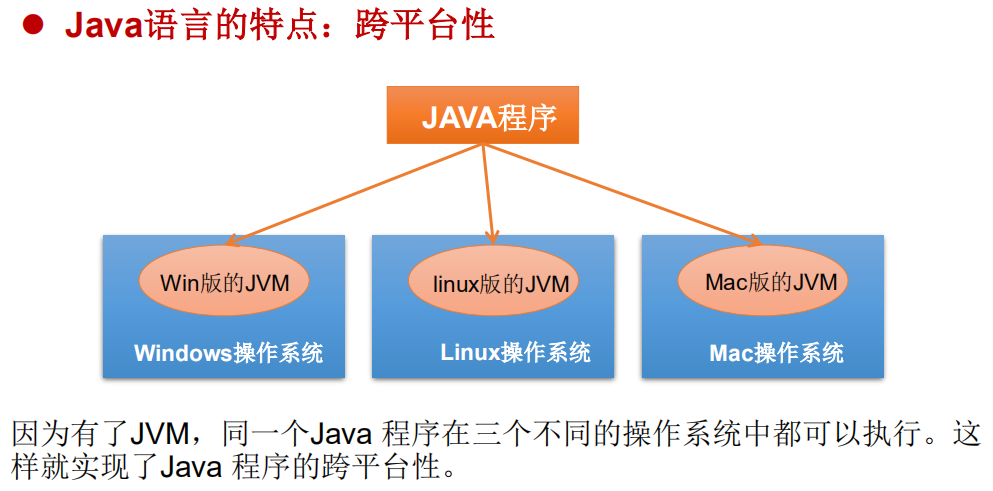 ● Java语言的特点：跨平台性
JAVA程序
Win版的JVM
linux版的JVM
Mac版的JVM
Windows操作系统
Linux操作系统
Mac操作系统
因为有了JVM，同一个Java 程序在三个不同的操作系统中都可以执行。这
样就实现了Java 程序的跨平台性。